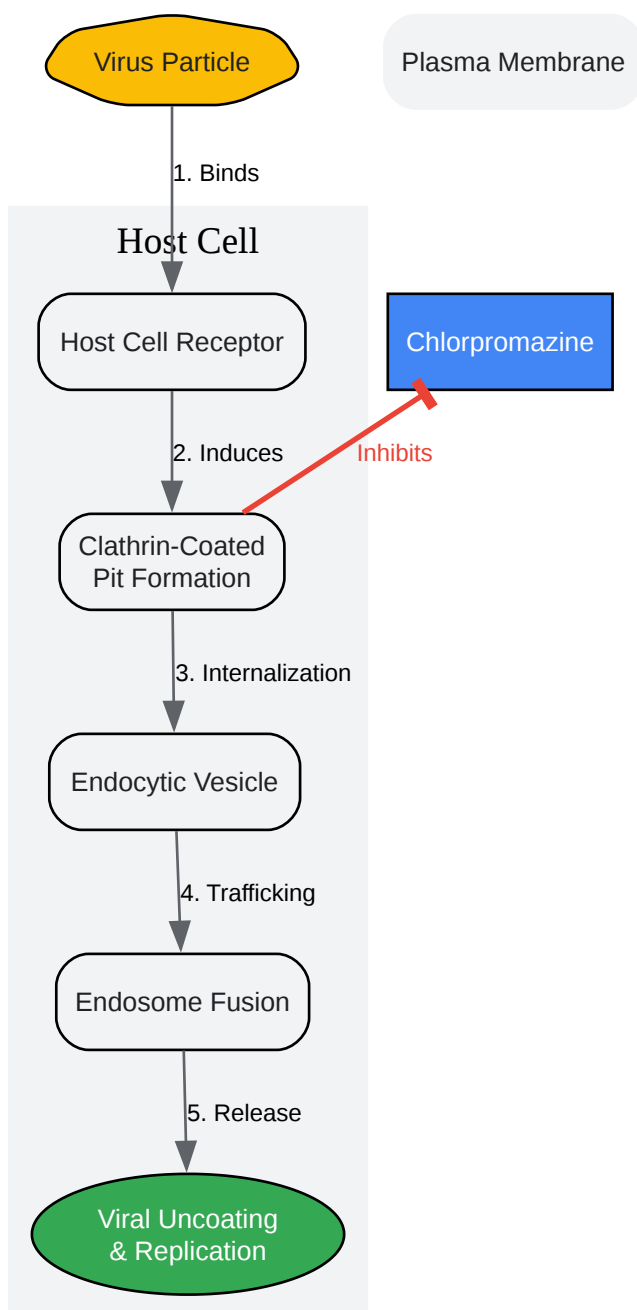 Virus Particle
Plasma Membrane
1. Binds
Host Cell
Host Cell Receptor
Chlorpromazine
2. Induces
Inhibits
Clathrin-Coated
Pit Formation
3. Internalization
Endocytic Vesicle
4. Trafficking
Endosome Fusion
5. Release
Viral Uncoating
& Replication